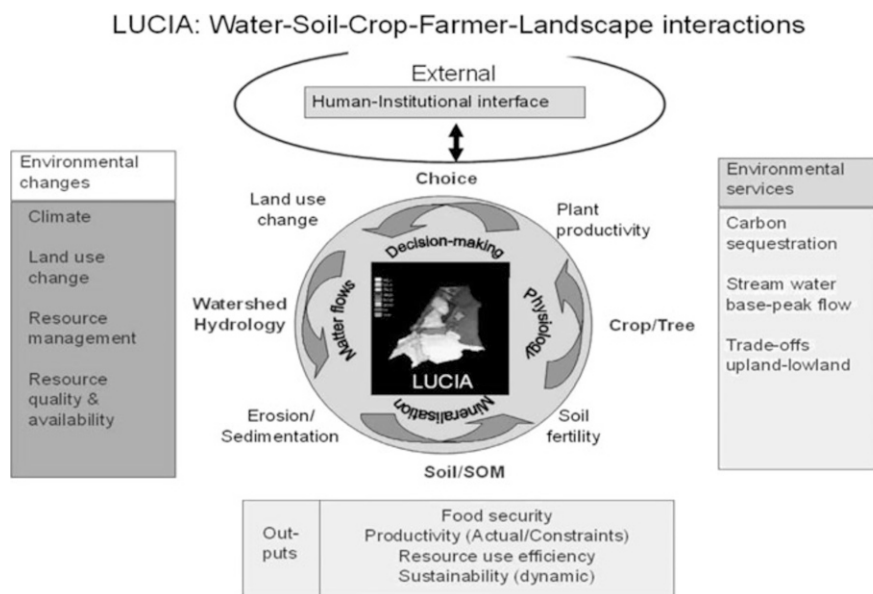 LUCIA: Water-Soil-Crop-Farmer-Landscape interactions
External
Human-Institutional interface
Environmental
changes
Climate
Land use
change
Resource
management
Resource
quality &
availability
Choice
Land use
change
Plant
productivity
Decision-making
Watershed
Hydrology
Matter flows
Physiology
Crop/Tree
LUCIA
Mineralisation
Erosion/
Sedimentation
Soil
fertility
Soil/SOM
Environmental
services
Carbon
sequestration
Stream water
base-peak flow
Trade-offs
upland-lowland
Out-
puts
Food security
Productivity (Actual/Constraints)
Resource use efficiency
Sustainability (dynamic)